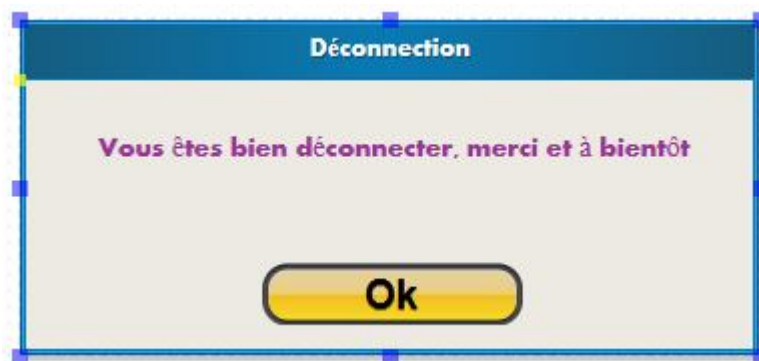 Déconnection
Vous êtes bien déconnecter, merci et à bientôt
Ok